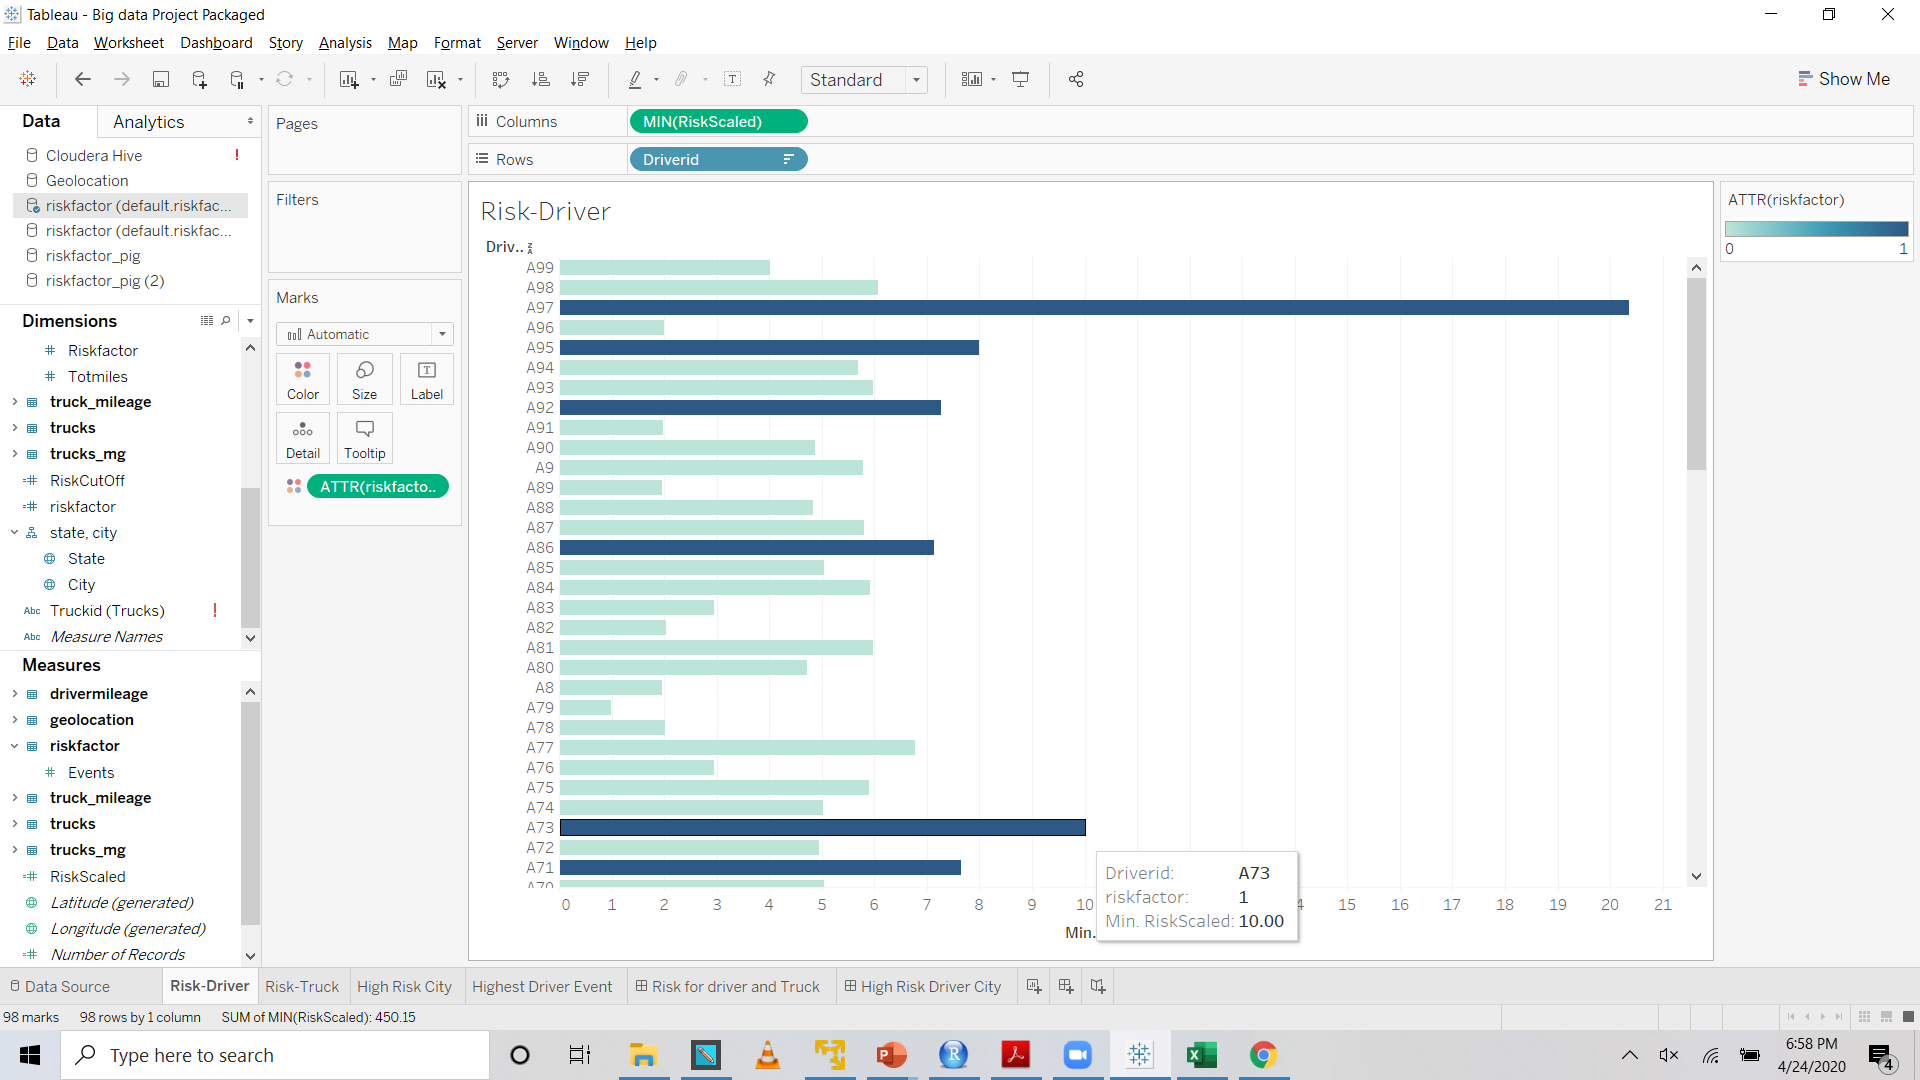 Tableau - Big data Project Packaged
File Data Worksheet Dashboard Story Analysis Map Format Server Window Help
Standard
Show Me
Data
Analytics
Cloudera Hive !
Geolocation
riskfactor (default.riskfac...
riskfactor (default.riskfac...
riskfactor_pig
riskfactor_pig (2)
Dimensions
Riskfactor
Totmiles
truck_mileage
trucks
trucks_mg
RiskCutOff
riskfactor
state, city
State
City
Abc Truckid (Trucks) !
Abc Measure Names
Measures
drivermileage
geolocation
riskfactor
Events
truck_mileage
trucks
trucks_mg
RiskScaled
Latitude (generated)
Longitude (generated)
Number of Records
Pages
Filters
Marks
Automatic
Color Size Label
Detail Tooltip
ATTR(riskfacto..
Columns MIN(RiskScaled)
Rows Driverid
Risk-Driver
Driv..
A99
A98
A97
A96
A95
A94
A93
A92
A91
A90
A9
A89
A88
A87
A86
A85
A84
A83
A82
A81
A80
A8
A79
A78
A77
A76
A75
A74
A73
A72
A71
A70
0 1 2 3 4 5 6 7 8 9 10 4 15 16 17 18 19 20 21
Min.
Driverid: A73
riskfactor: 1
Min. RiskScaled: 10.00
ATTR(riskfactor)
0 1
Data Source Risk-Driver Risk-Truck High Risk City Highest Driver Event Risk for driver and Truck High Risk Driver City
98 marks 98 rows by 1 column SUM of MIN(RiskScaled): 450.15
Type here to search
6:58 PM
4/24/2020
4